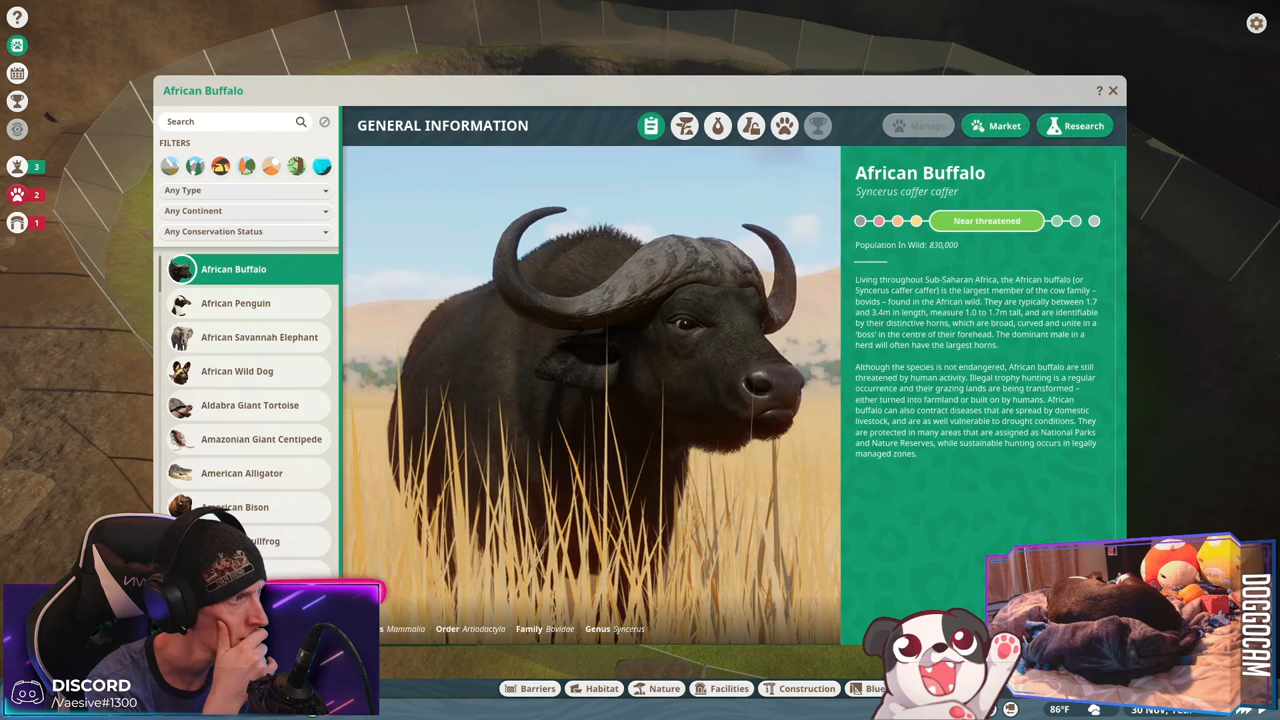 African Buffalo
?
Search
FILTERS
Any Type
Any Continent
Any Conservation Status
African Buffalo
African Penguin
African Savannah Elephant
African Wild Dog
Aldabra Giant Tortoise
Amazonian Giant Centipede
American Alligator
Bison
?
3
2
1
GENERAL INFORMATION
Manage
Market
Research
African Buffalo
Syncerus caffer caffer
Near threatened
Population In Wild: 830,000
Living throughout Sub-Saharan Africa, the African buffalo (or
Syncerus caffer caffer) is the largest member of the cow family –
bovids – found in the African wild. They are typically between 1.7
and 3.4m in length, measure 1.0 to 1.7m tall, and are identifiable
by their distinctive horns, which are broad, curved and unite in a
'boss' in the centre of their forehead. The dominant male in a
herd will often have the largest horns.
Although the species is not endangered, African buffalo are still
threatened by human activity. Illegal trophy hunting is a regular
occurrence and their grazing lands are being transformed –
either turned into farmland or built on by humans. African
buffalo can also contract diseases that are spread by domestic
livestock, and are as well vulnerable to drought conditions. They
are protected in many areas that are assigned as National Parks
and Nature Reserves, while sustainable hunting occurs in legally
managed zones.
Mammalia Order Artiodactyla Family Bovidae Genus Syncerus
Barriers
Habitat
Nature
Facilities
Construction
86°F
30 Nov,
DISCORD
/Vaesive#1300
DOGGOCAM